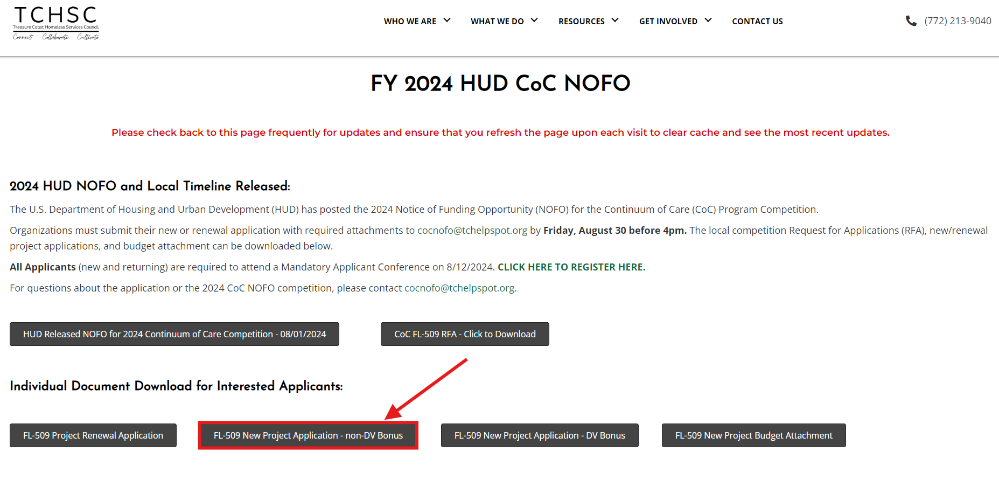 TCHSC
Treasure Coast Homeless Services Council
Connect Collaborate Cultivate
WHO WE ARE
WHAT WE DO
RESOURCES
GET INVOLVED
CONTACT US
(772) 213-9040
FY 2024 HUD CoC NOFO
Please check back to this page frequently for updates and ensure that you refresh the page upon each visit to clear cache and see the most recent updates.
2024 HUD NOFO and Local Timeline Released:
The U.S. Department of Housing and Urban Development (HUD) has posted the 2024 Notice of Funding Opportunity (NOFO) for the Continuum of Care (CoC) Program Competition.
Organizations must submit their new or renewal application with required attachments to cocnofo@tchelpspot.org by Friday, August 30 before 4pm. The local competition Request for Applications (RFA), new/renewal
project applications, and budget attachment can be downloaded below.
All Applicants (new and returning) are required to attend a Mandatory Applicant Conference on 8/12/2024. CLICK HERE TO REGISTER HERE.
For questions about the application or the 2024 CoC NOFO competition, please contact cocnofo@tchelpspot.org.
HUD Released NOFO for 2024 Continuum of Care Competition - 08/01/2024
CoC FL-509 RFA - Click to Download
Individual Document Download for Interested Applicants:
FL-509 Project Renewal Application
FL-509 New Project Application - non-DV Bonus
FL-509 New Project Application - DV Bonus
FL-509 New Project Budget Attachment